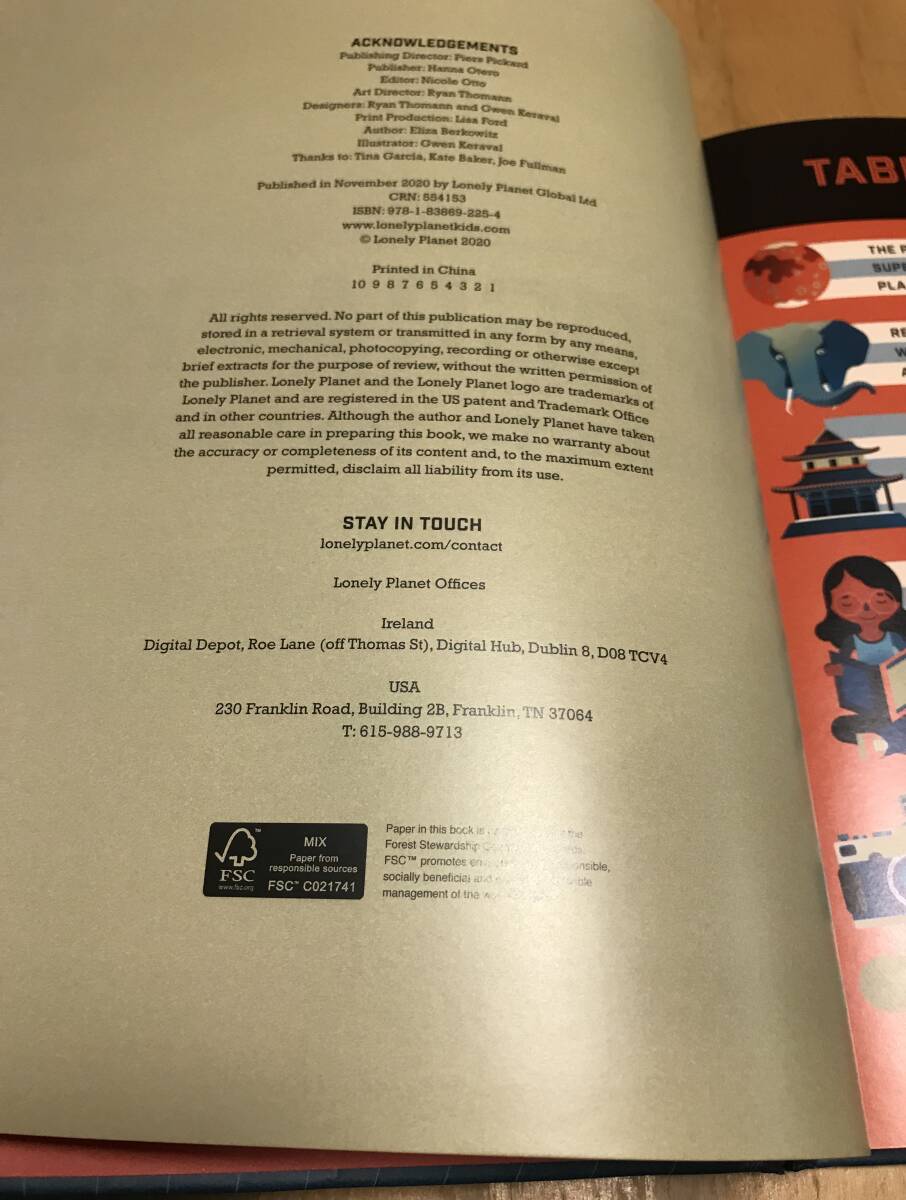 ACKNOWLEDGEMENTS
Publishing Director: Piers Pickard
Publisher: Hanna Otero
Editor: Nicole Otto
Art Director: Ryan Thomann
Designers: Ryan Thomann and Gwen Keraval
Print Production: Lisa Ford
Author: Eliza Berkowitz
Illustrator: Gwen Keraval
Thanks to: Tina Garcia, Kate Baker, Joe Fullman
Published in November 2020 by Lonely Planet Global Ltd
CRN: 554153
ISBN: 978-1-83869-225-4
www.lonelyplanetkids.com
© Lonely Planet 2020
Printed in China
10 9 8 7 6 5 4 3 2 1
All rights reserved. No part of this publication may be reproduced,
stored in a retrieval system or transmitted in any form by any means,
electronic, mechanical, photocopying, recording or otherwise except
brief extracts for the purpose of review, without the written permission of
the publisher. Lonely Planet and the Lonely Planet logo are trademarks of
Lonely Planet and are registered in the US patent and Trademark Office
and in other countries. Although the author and Lonely Planet have taken
all reasonable care in preparing this book, we make no warranty about
the accuracy or completeness of its content and, to the maximum extent
permitted, disclaim all liability from its use.
STAY IN TOUCH
lonelyplanet.com/contact
Lonely Planet Offices
Ireland
Digital Depot, Roe Lane (off Thomas St), Digital Hub, Dublin 8, D08 TCV4
USA
230 Franklin Road, Building 2B, Franklin, TN 37064
T: 615-988-9713
FSC™
www.fsc.org
MIX
Paper from
responsible sources
FSC™ C021741
Paper in this book is the
Forest Stewardship
FSC™ promotes
socially beneficial and
management of the
TAB
THE
SUPE
PLA
RE
W
A